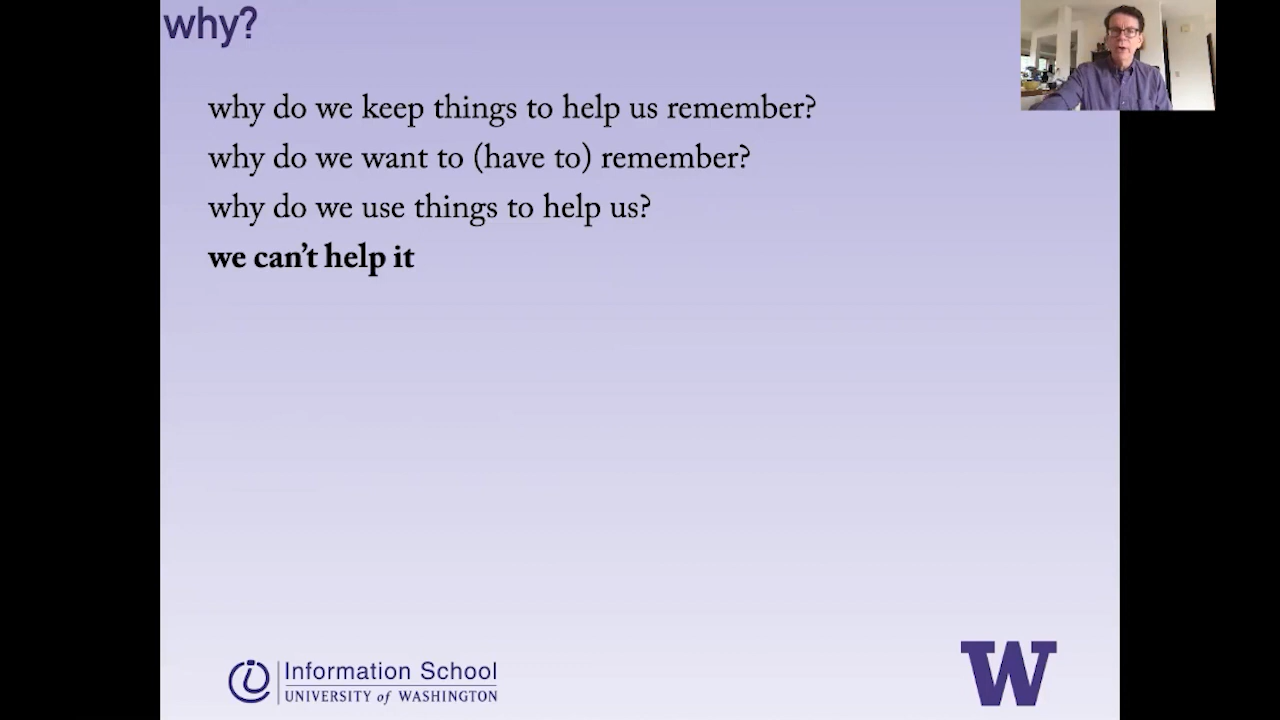 why?
why do we keep things to help us remember?
why do we want to (have to) remember?
why do we use things to help us?
we can’t help it
Information School
UNIVERSITY of WASHINGTON
W